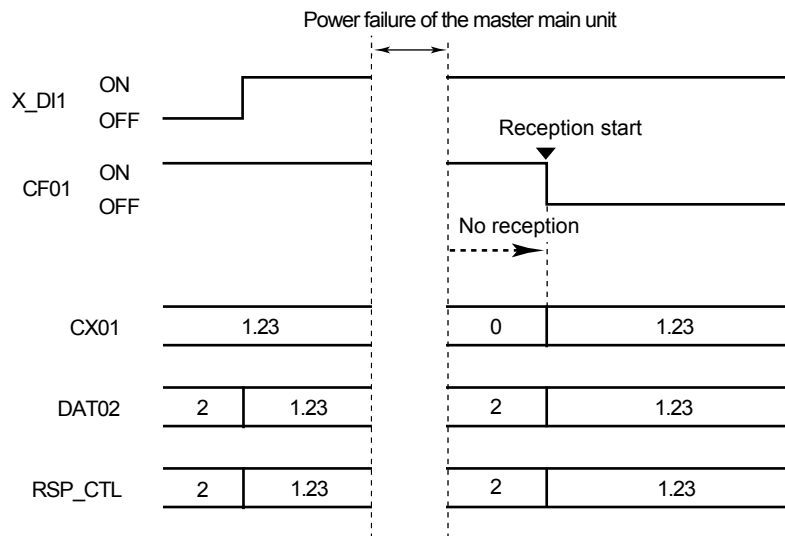 Power failure of the master main unit
X_DI1
ON
OFF
Reception start
CF01
ON
OFF
No reception
CX01 1.23 0 1.23
DAT02 2 1.23 2 1.23
RSP_CTL 2 1.23 2 1.23